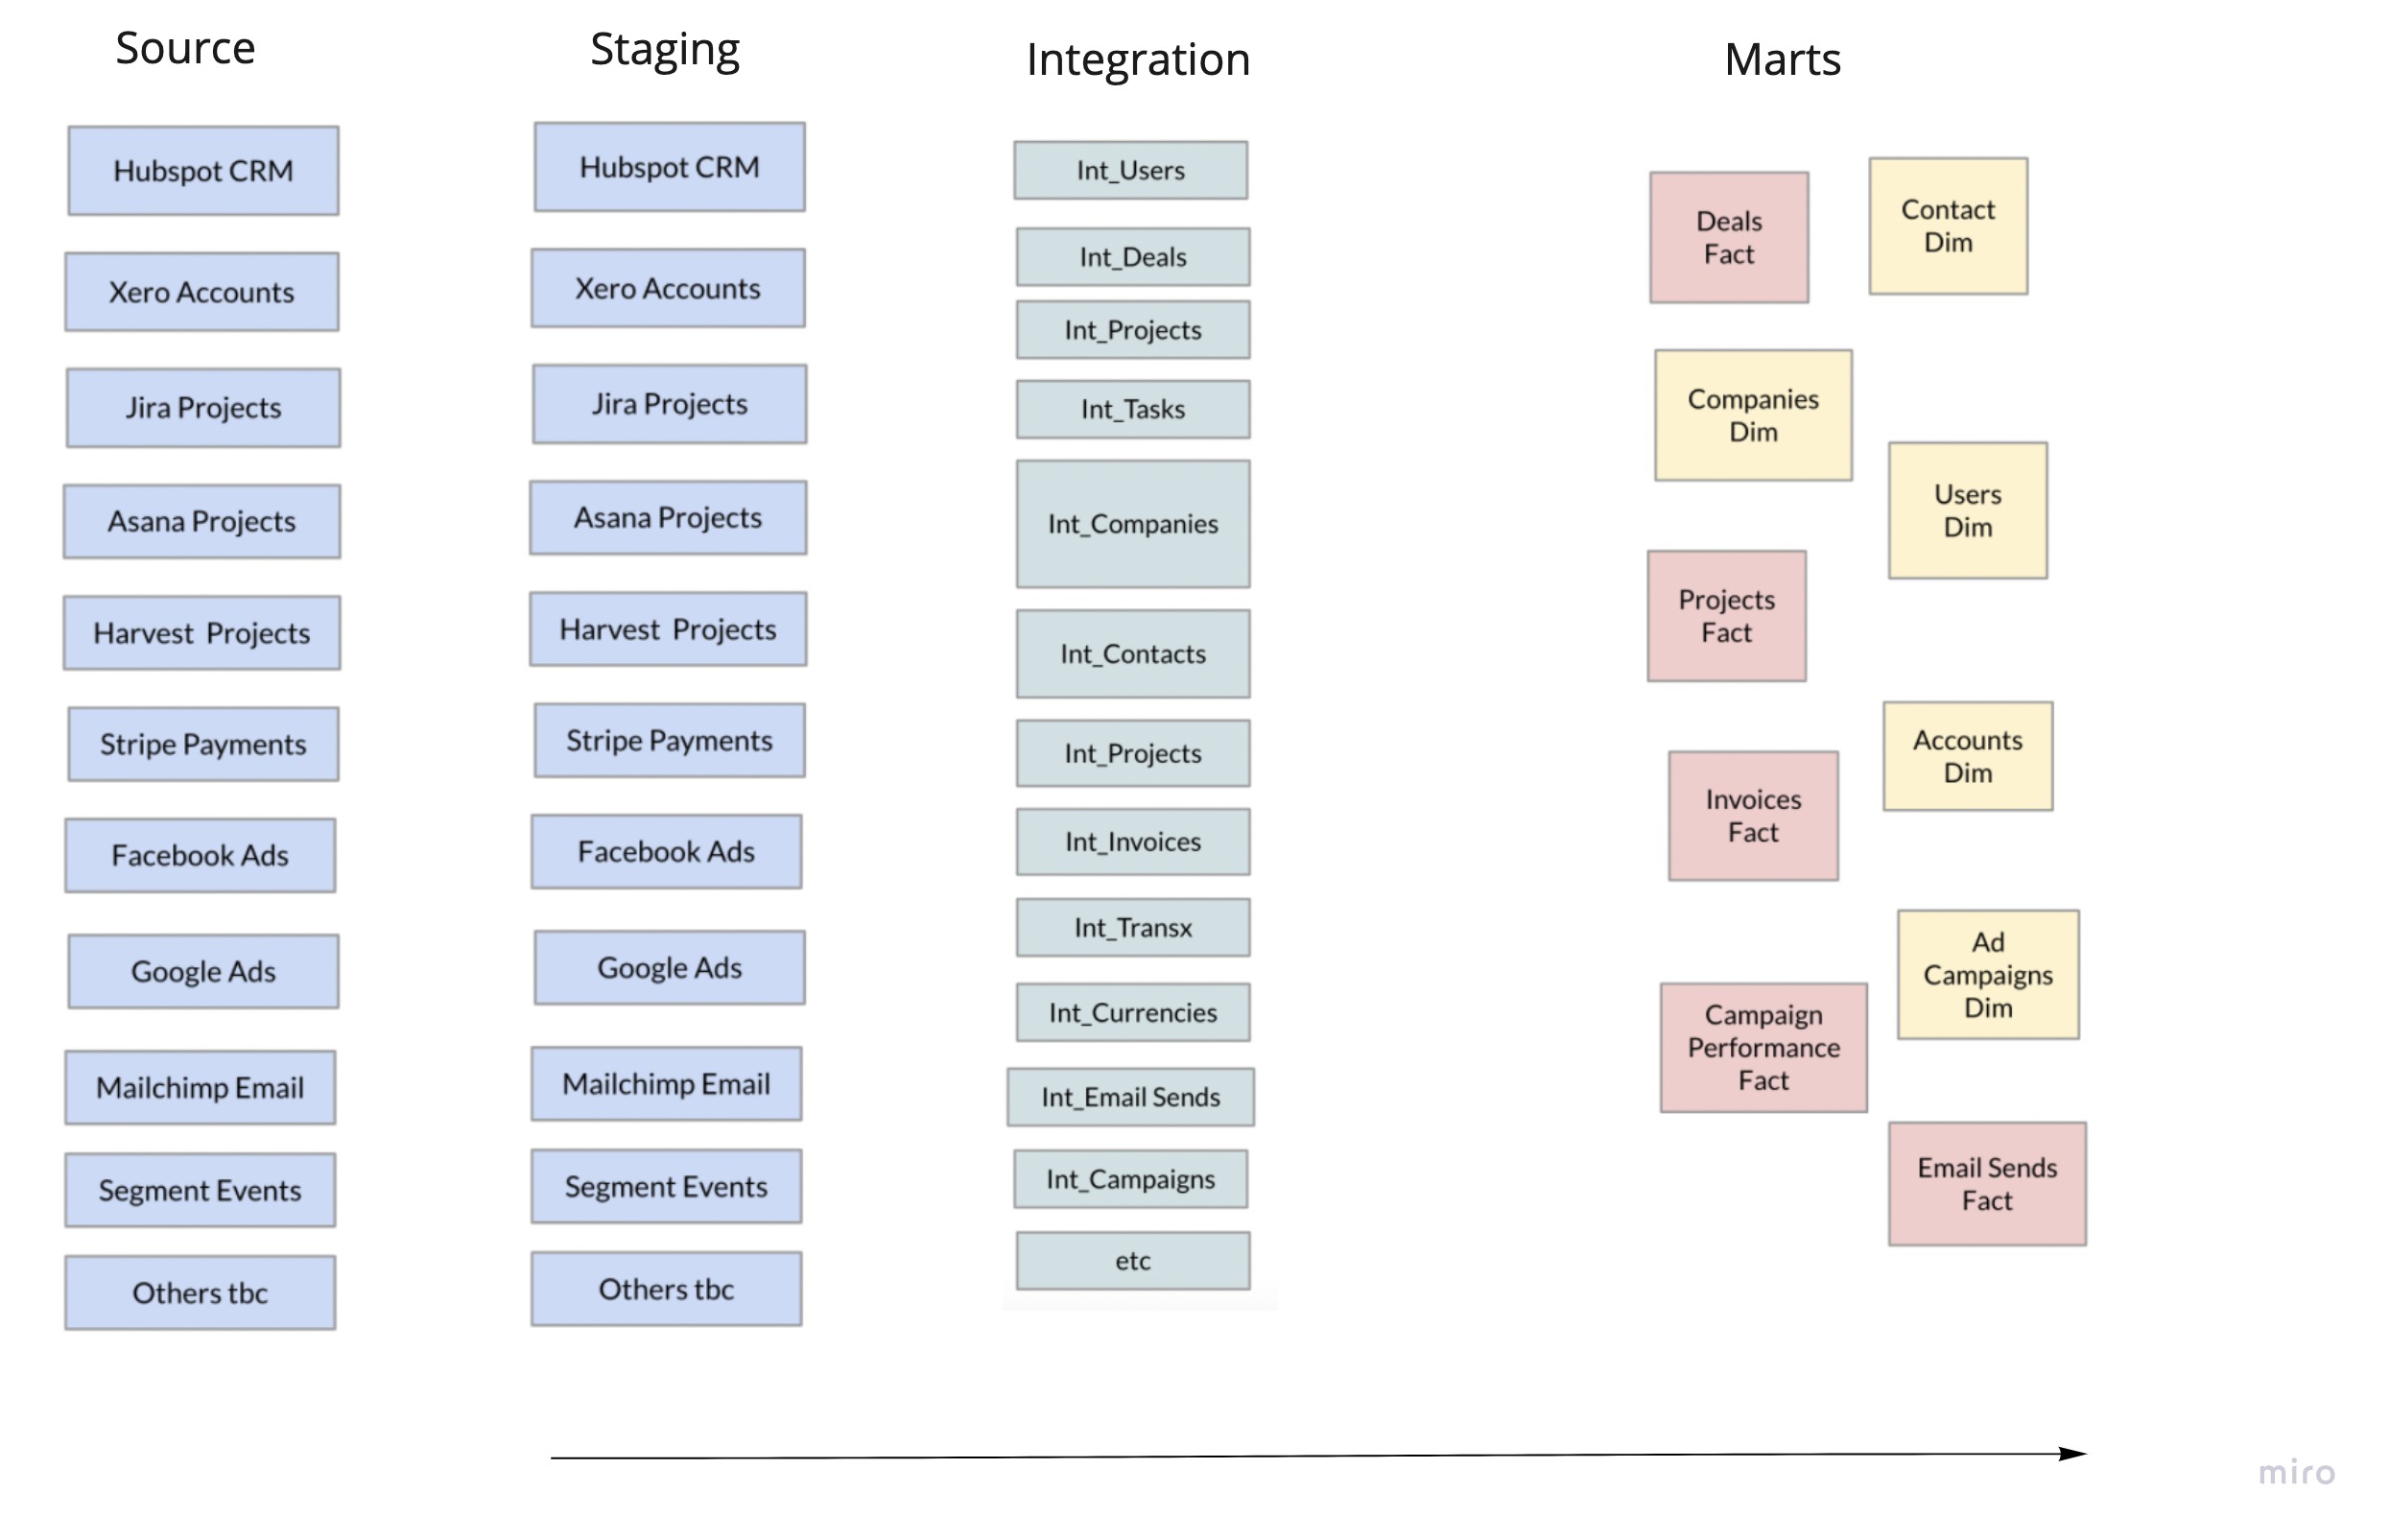 Source
Hubspot CRM
Xero Accounts
Jira Projects
Asana Projects
Harvest Projects
Stripe Payments
Facebook Ads
Google Ads
Mailchimp Email
Segment Events
Others tbc
Staging
Hubspot CRM
Xero Accounts
Jira Projects
Asana Projects
Harvest Projects
Stripe Payments
Facebook Ads
Google Ads
Mailchimp Email
Segment Events
Others tbc
Integration
Int_Users
Int_Deals
Int_Projects
Int_Tasks
Int_Companies
Int_Contacts
Int_Projects
Int_Invoices
Int_Transx
Int_Currencies
Int_Email Sends
Int_Campaigns
etc
Marts
Deals
Fact
Contact
Dim
Companies
Dim
Users
Dim
Projects
Fact
Accounts
Dim
Invoices
Fact
Ad
Campaigns
Dim
Campaign
Performance
Fact
Email Sends
Fact
miro